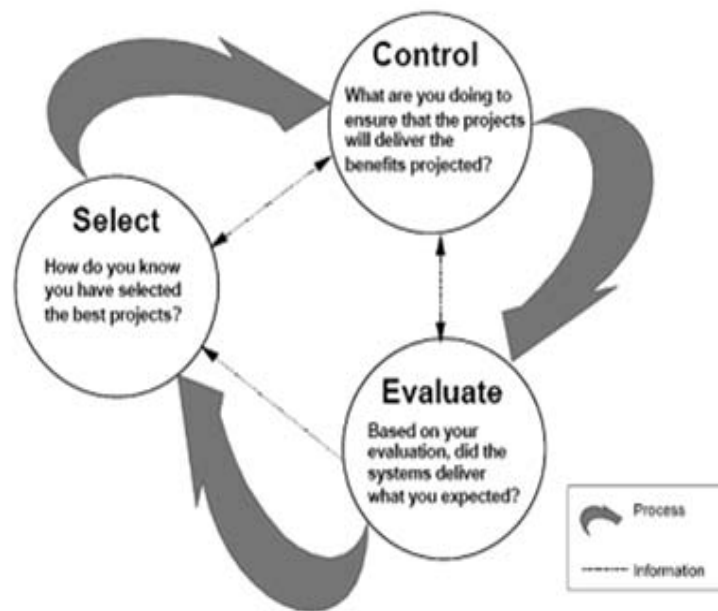 Control
What are you doing to
ensure that the projects
will deliver the
benefits projected?
Select
How do you know
you have selected
the best projects?
Evaluate
Based on your
evaluation, did the
systems deliver
what you expected?
Process
Information